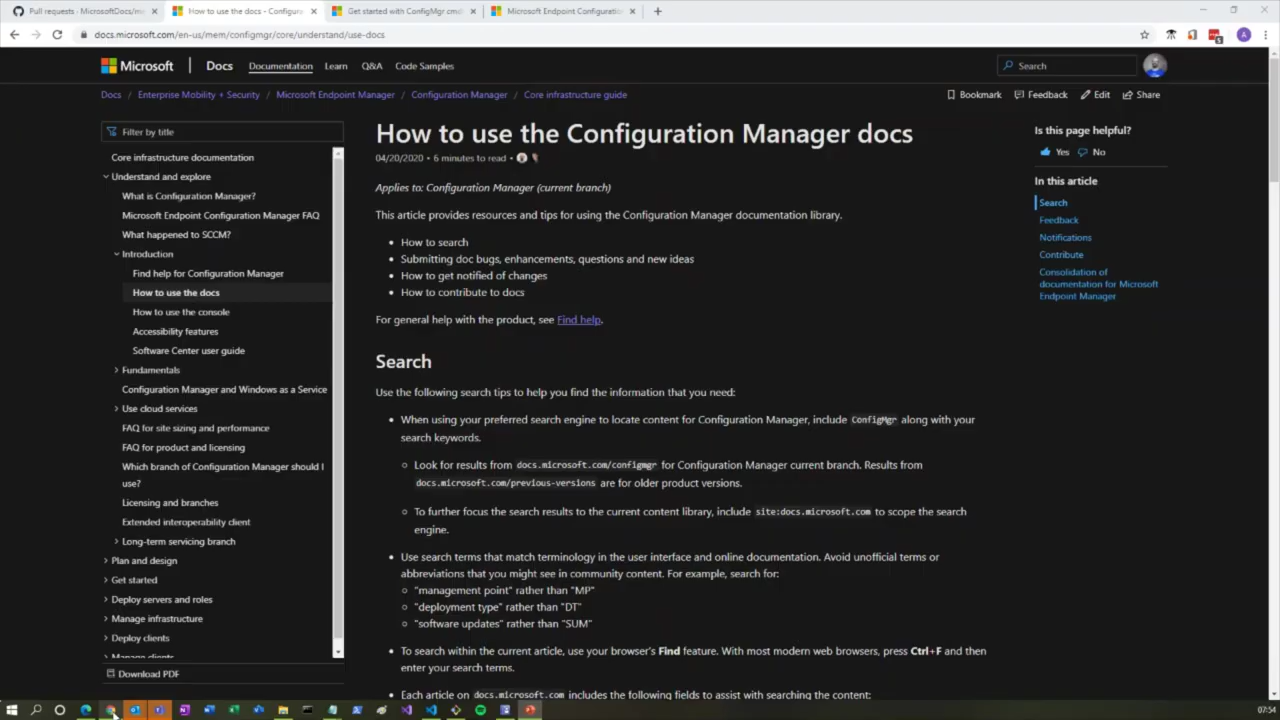 Pull requests · MicrosoftDocs/me
How to use the docs - Configura
Get started with ConfigMgr cmd
Microsoft Endpoint Configuration
docs.microsoft.com/en-us/mem/configmgr/core/understand/use-docs
Microsoft Docs Documentation Learn Q&A Code Samples Search
Docs / Enterprise Mobility + Security / Microsoft Endpoint Manager / Configuration Manager / Core infrastructure guide
Bookmark Feedback Edit Share
Filter by title
Core infrastructure documentation
Understand and explore
What is Configuration Manager?
Microsoft Endpoint Configuration Manager FAQ
What happened to SCCM?
Introduction
Find help for Configuration Manager
How to use the docs
How to use the console
Accessibility features
Software Center user guide
Fundamentals
Configuration Manager and Windows as a Service
Use cloud services
FAQ for site sizing and performance
FAQ for product and licensing
Which branch of Configuration Manager should I
use?
Licensing and branches
Extended interoperability client
Long-term servicing branch
Plan and design
Get started
Deploy servers and roles
Manage infrastructure
Deploy clients
Manage clients
Download PDF
How to use the Configuration Manager docs
04/20/2020 • 6 minutes to read •
Applies to: Configuration Manager (current branch)
This article provides resources and tips for using the Configuration Manager documentation library.
• How to search
• Submitting doc bugs, enhancements, questions and new ideas
• How to get notified of changes
• How to contribute to docs
For general help with the product, see Find help.
Search
Use the following search tips to help you find the information that you need:
• When using your preferred search engine to locate content for Configuration Manager, include ConfigMgr along with your
search keywords.
○ Look for results from docs.microsoft.com/configmgr for Configuration Manager current branch. Results from
docs.microsoft.com/previous-versions are for older product versions.
○ To further focus the search results to the current content library, include site:docs.microsoft.com to scope the search
engine.
• Use search terms that match terminology in the user interface and online documentation. Avoid unofficial terms or
abbreviations that you might see in community content. For example, search for:
○ "management point" rather than "MP"
○ "deployment type" rather than "DT"
○ "software updates" rather than "SUM"
• To search within the current article, use your browser's Find feature. With most modern web browsers, press Ctrl+F and then
enter your search terms.
• Each article on docs.microsoft.com includes the following fields to assist with searching the content:
Is this page helpful?
Yes No
In this article
Search
Feedback
Notifications
Contribute
Consolidation of
documentation for Microsoft
Endpoint Manager
07:54